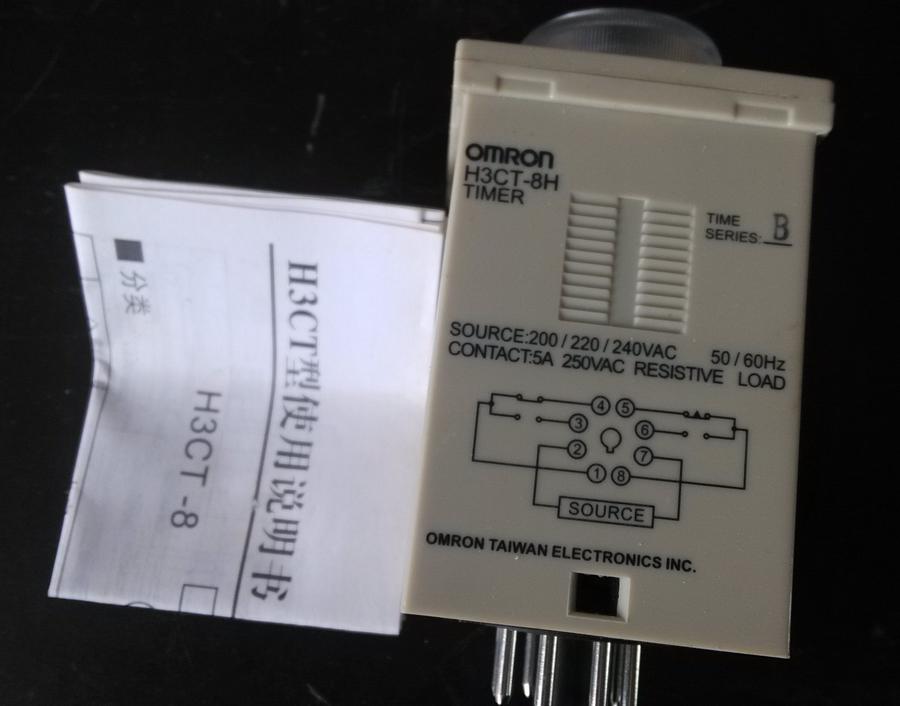 OMRON
H3CT-8H
TIMER
TIME
SERIES: B
SOURCE:200 / 220 / 240VAC 50 / 60Hz
CONTACT:5A 250VAC RESISTIVE LOAD
4 5
3 6
2 7
1 8
SOURCE
OMRON TAIWAN ELECTRONICS INC.
H3CT型使用说明书
■分类
H3CT-8